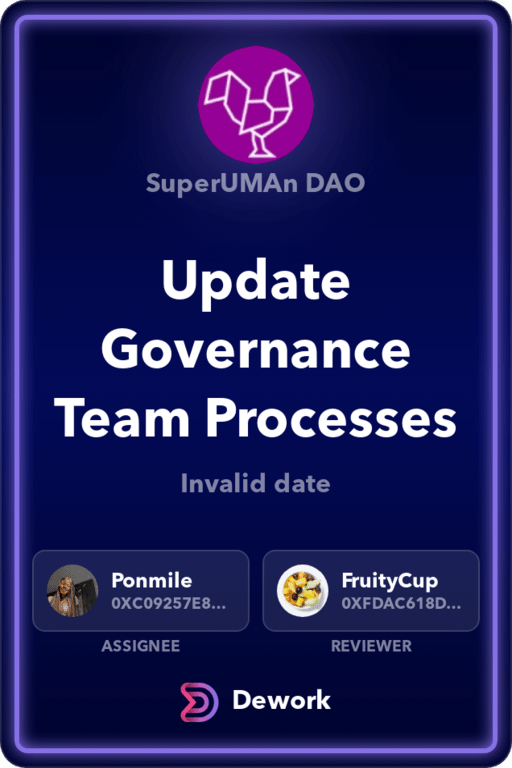 SuperUMAn DAO
Update
Governance
Team Processes
Invalid date
Ponmile
0XC09257E8...
FruityCup
0XFDAC618D...
ASSIGNEE
REVIEWER
Dework